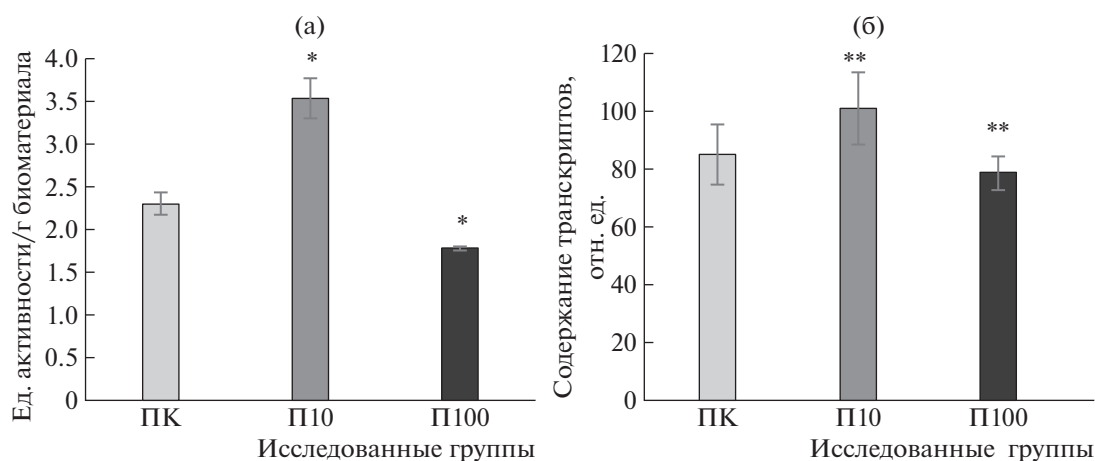 (а)
Ед. активности/г биоматериала
4.0
3.5
3.0
2.5
2.0
1.5
1.0
0.5
0
*
*
ПК П10 П100
Исследованные группы
(б)
Содержание транскриптов,
отн. ед.
120
100
80
60
40
20
0
**
**
ПК П10 П100
Исследованные группы